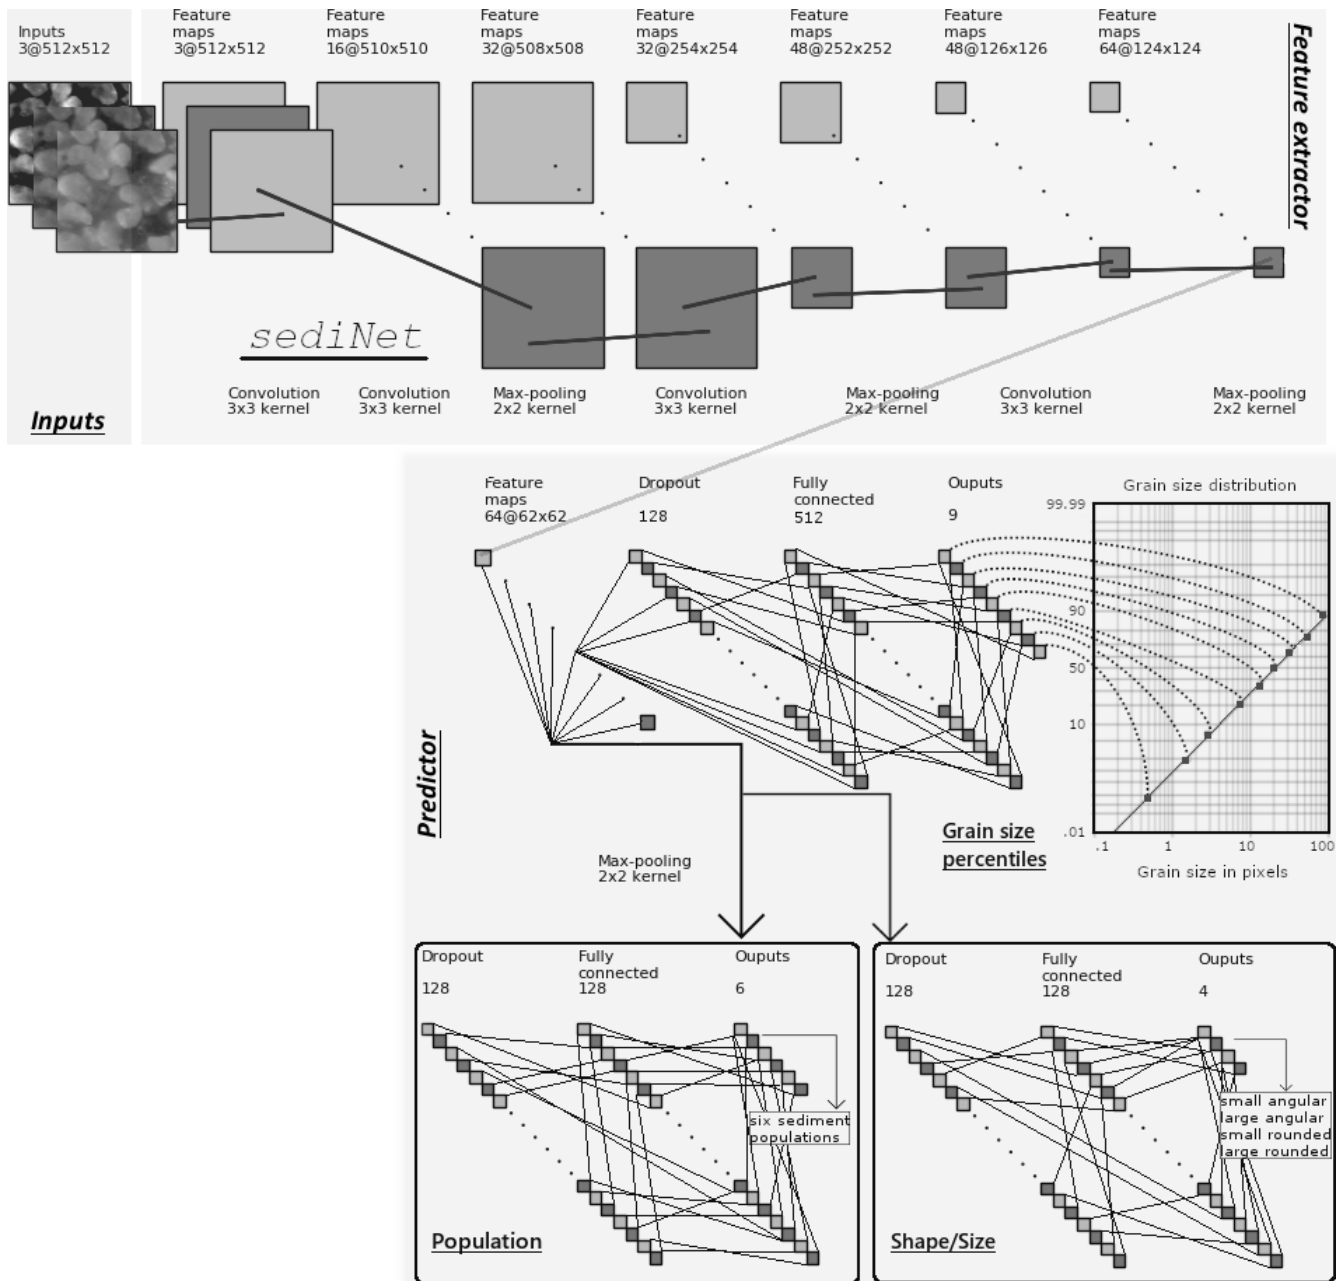 Inputs
3@512x512
Feature
maps
3@512x512
Feature
maps
16@510x510
Feature
maps
32@508x508
Feature
maps
32@254x254
Feature
maps
48@252x252
Feature
maps
48@126x126
Feature
maps
64@124x124
Feature extractor
sediNet
Inputs
Convolution
3x3 kernel
Convolution
3x3 kernel
Max-pooling
2x2 kernel
Convolution
3x3 kernel
Max-pooling
2x2 kernel
Convolution
3x3 kernel
Max-pooling
2x2 kernel
Predictor
Feature
maps
64@62x62
Dropout
128
Fully
connected
512
Ouputs
9
Grain size distribution
99.99
90
50
10
.01
.1
1
10
100
Grain size in pixels
Grain size
percentiles
Max-pooling
2x2 kernel
Dropout
128
Fully
connected
128
Ouputs
6
six sediment
populations
Population
Dropout
128
Fully
connected
128
Ouputs
4
small angular
large angular
small rounded
large rounded
Shape/Size